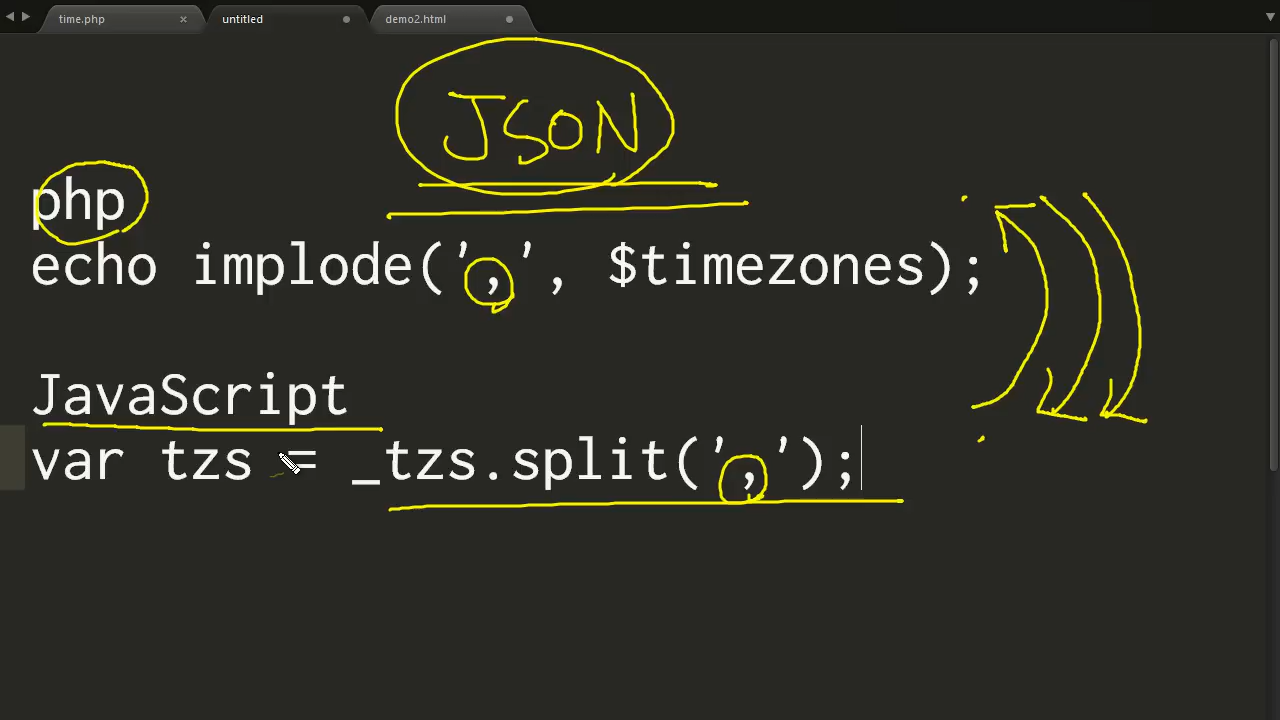 time.php × untitled demo2.html
JSON
php
echo implode(',', $timezones);
JavaScript
var tzs = _tzs.split(',');